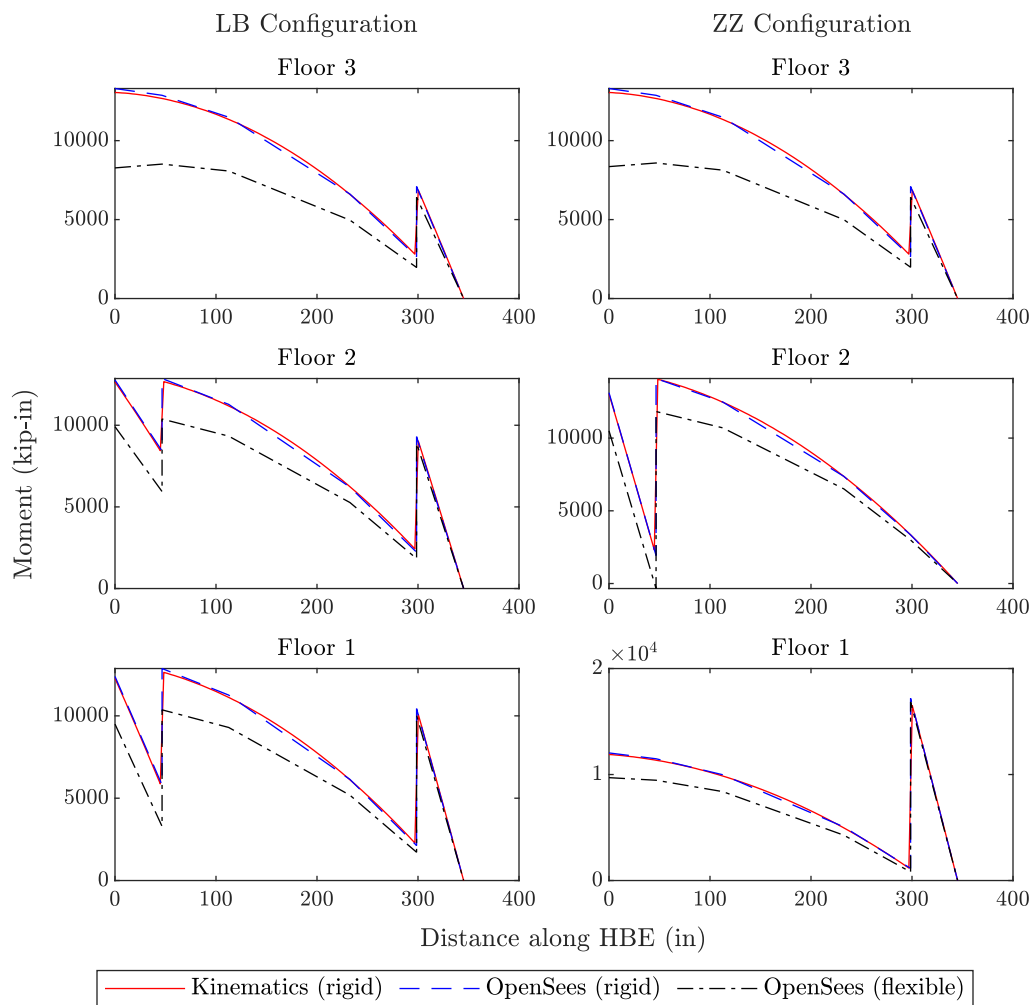 LB Configuration ZZ Configuration
Floor 3 Floor 3
10000 10000
5000 5000
0 0
0 100 200 300 400 0 100 200 300 400
Floor 2 Floor 2
10000 10000
5000 5000
0 0
0 100 200 300 400 0 100 200 300 400
Moment (kip-in)
Floor 1 Floor 1
×10^4
2
10000
1
5000
0 0
0 100 200 300 400 0 100 200 300 400
Distance along HBE (in)
Kinematics (rigid) OpenSees (rigid) OpenSees (flexible)